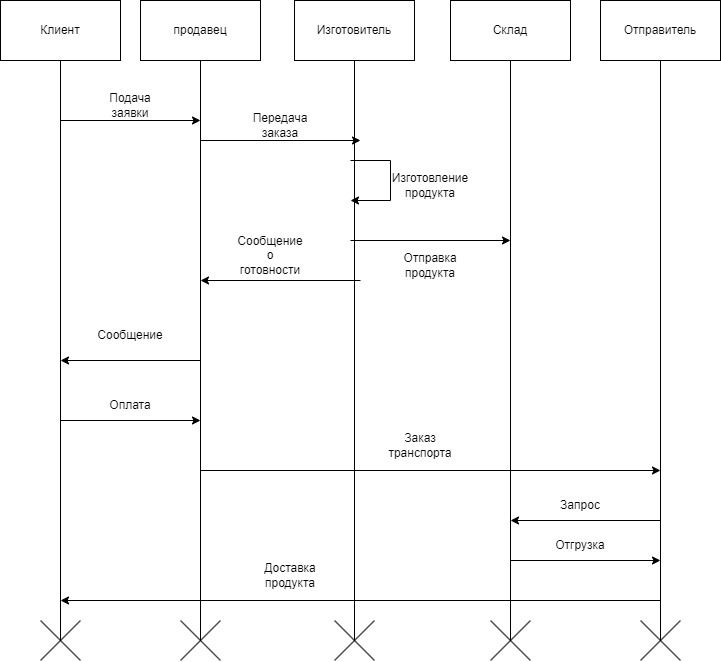 Клиент
продавец
Изготовитель
Склад
Отправитель
Подача
заявки
Передача
заказа
Изготовление
продукта
Сообщение
о
готовности
Отправка
продукта
Сообщение
Оплата
Заказ
транспорта
Запрос
Отгрузка
Доставка
продукта